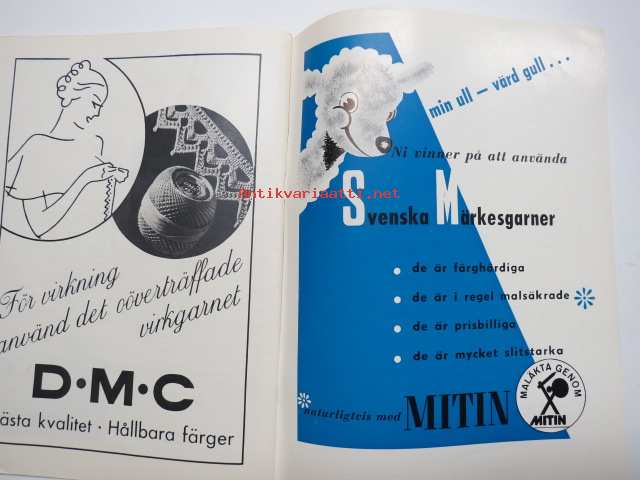 För virkning
använd det oöverträffade
virkgarnet
D·M·C
ästa kvalitet · Hållbara färger
min ull — värd gull...
Ni vinner på att använda
Svenska Märkesgarner
de är färghärdiga
de är i regel malsäkrade
de är prisbilliga
de är mycket slitstarka
naturligtvis med MITIN
MALÄKTA GENOM
MITIN
Antikvariaatti.net